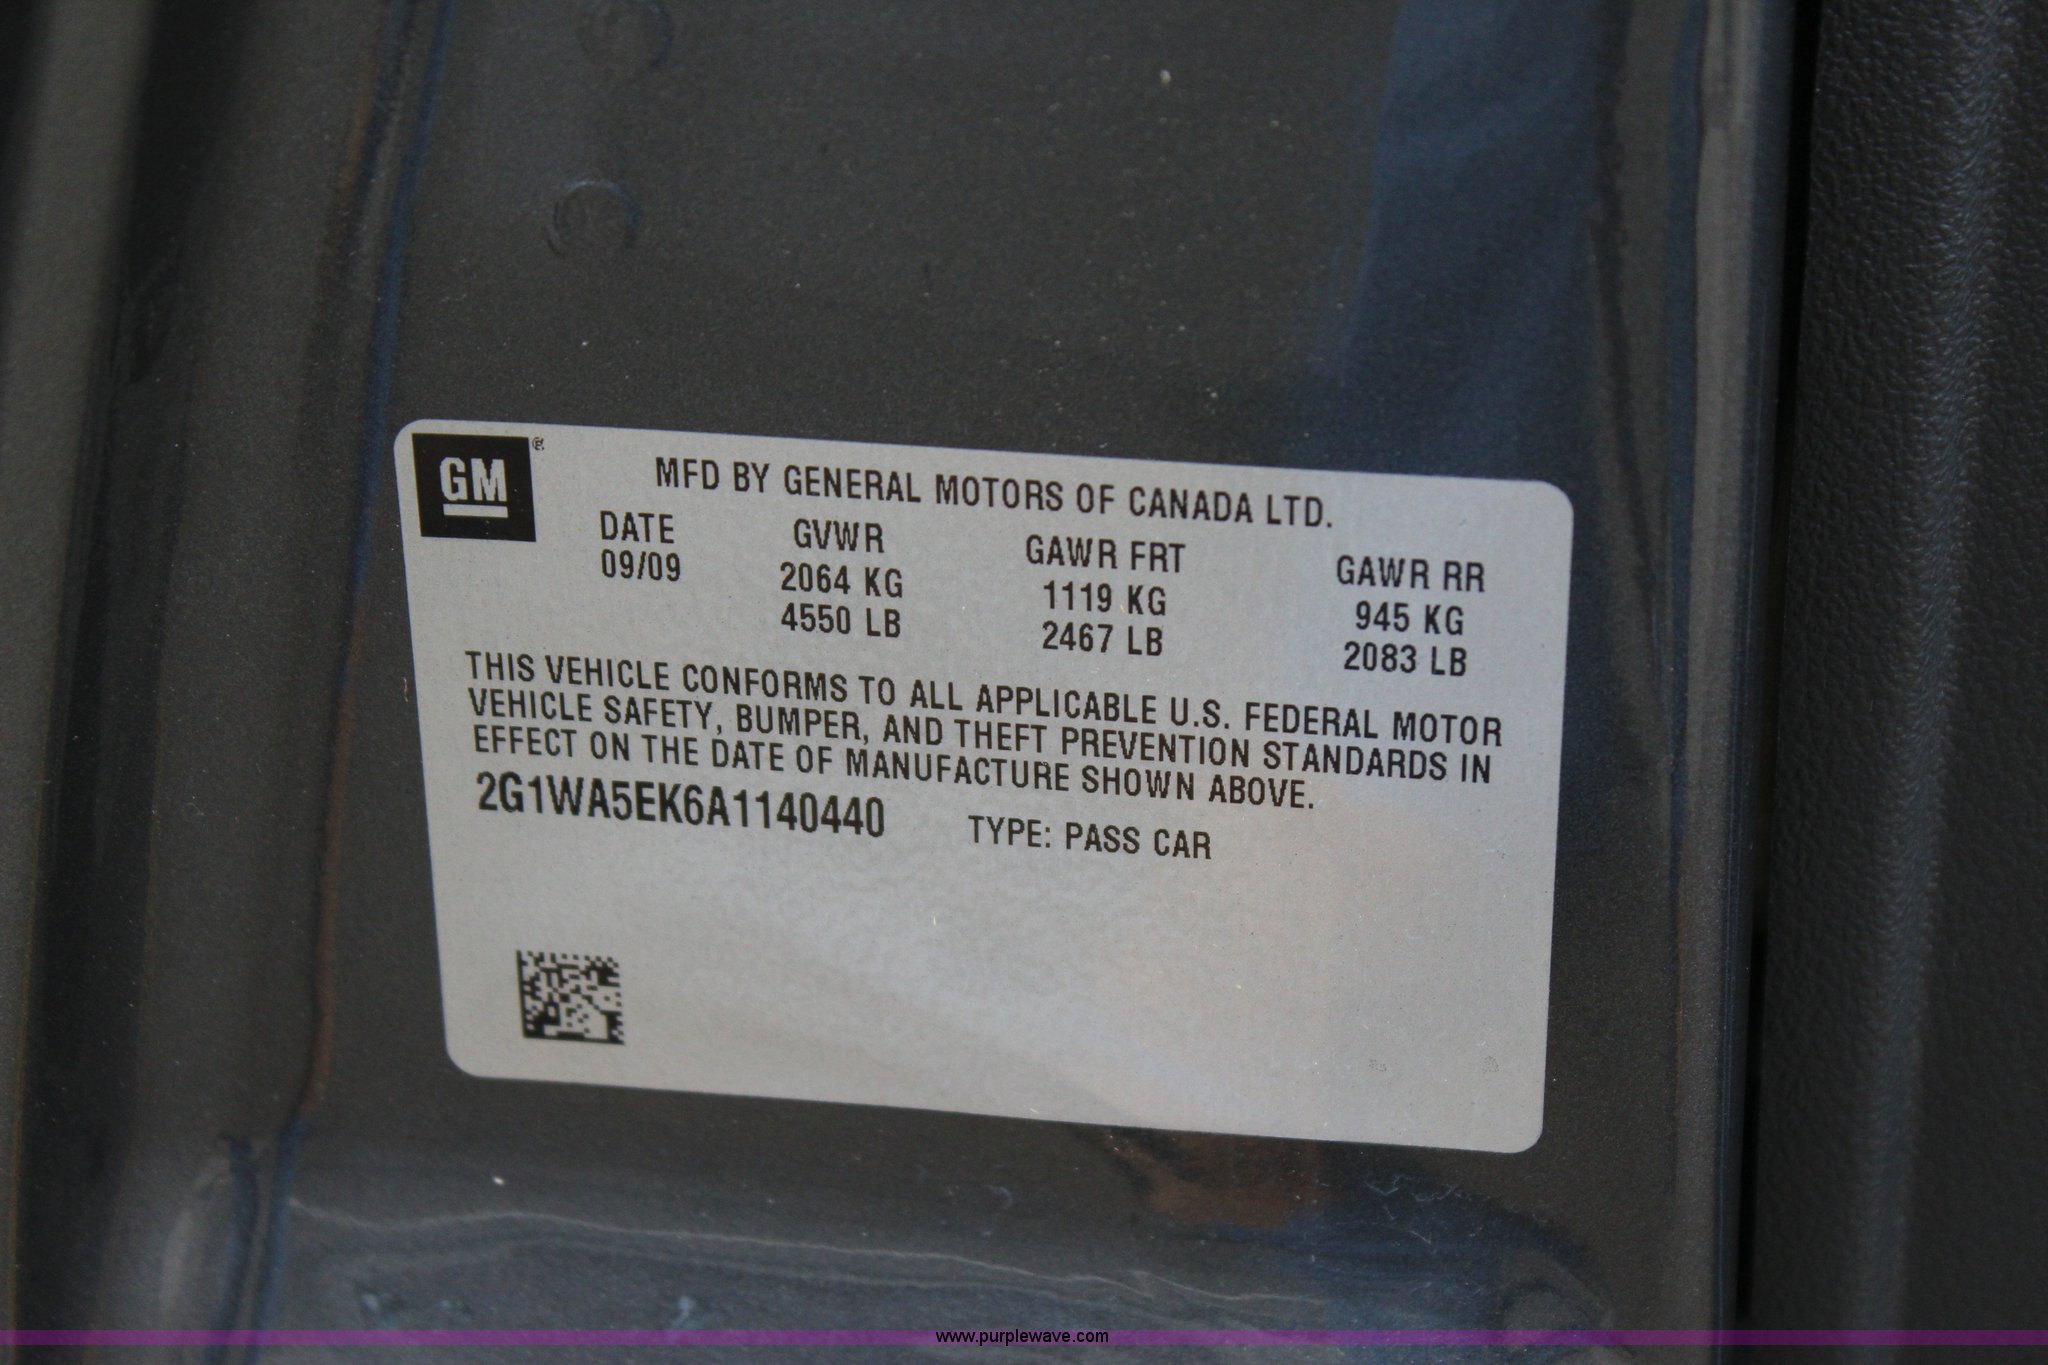 GM®
MFD BY GENERAL MOTORS OF CANADA LTD.
DATE GVWR GAWR FRT GAWR RR
09/09 2064 KG 1119 KG 945 KG
4550 LB 2467 LB 2083 LB
THIS VEHICLE CONFORMS TO ALL APPLICABLE U.S. FEDERAL MOTOR
VEHICLE SAFETY, BUMPER, AND THEFT PREVENTION STANDARDS IN
EFFECT ON THE DATE OF MANUFACTURE SHOWN ABOVE.
2G1WA5EK6A1140440 TYPE: PASS CAR
www.purplewave.com